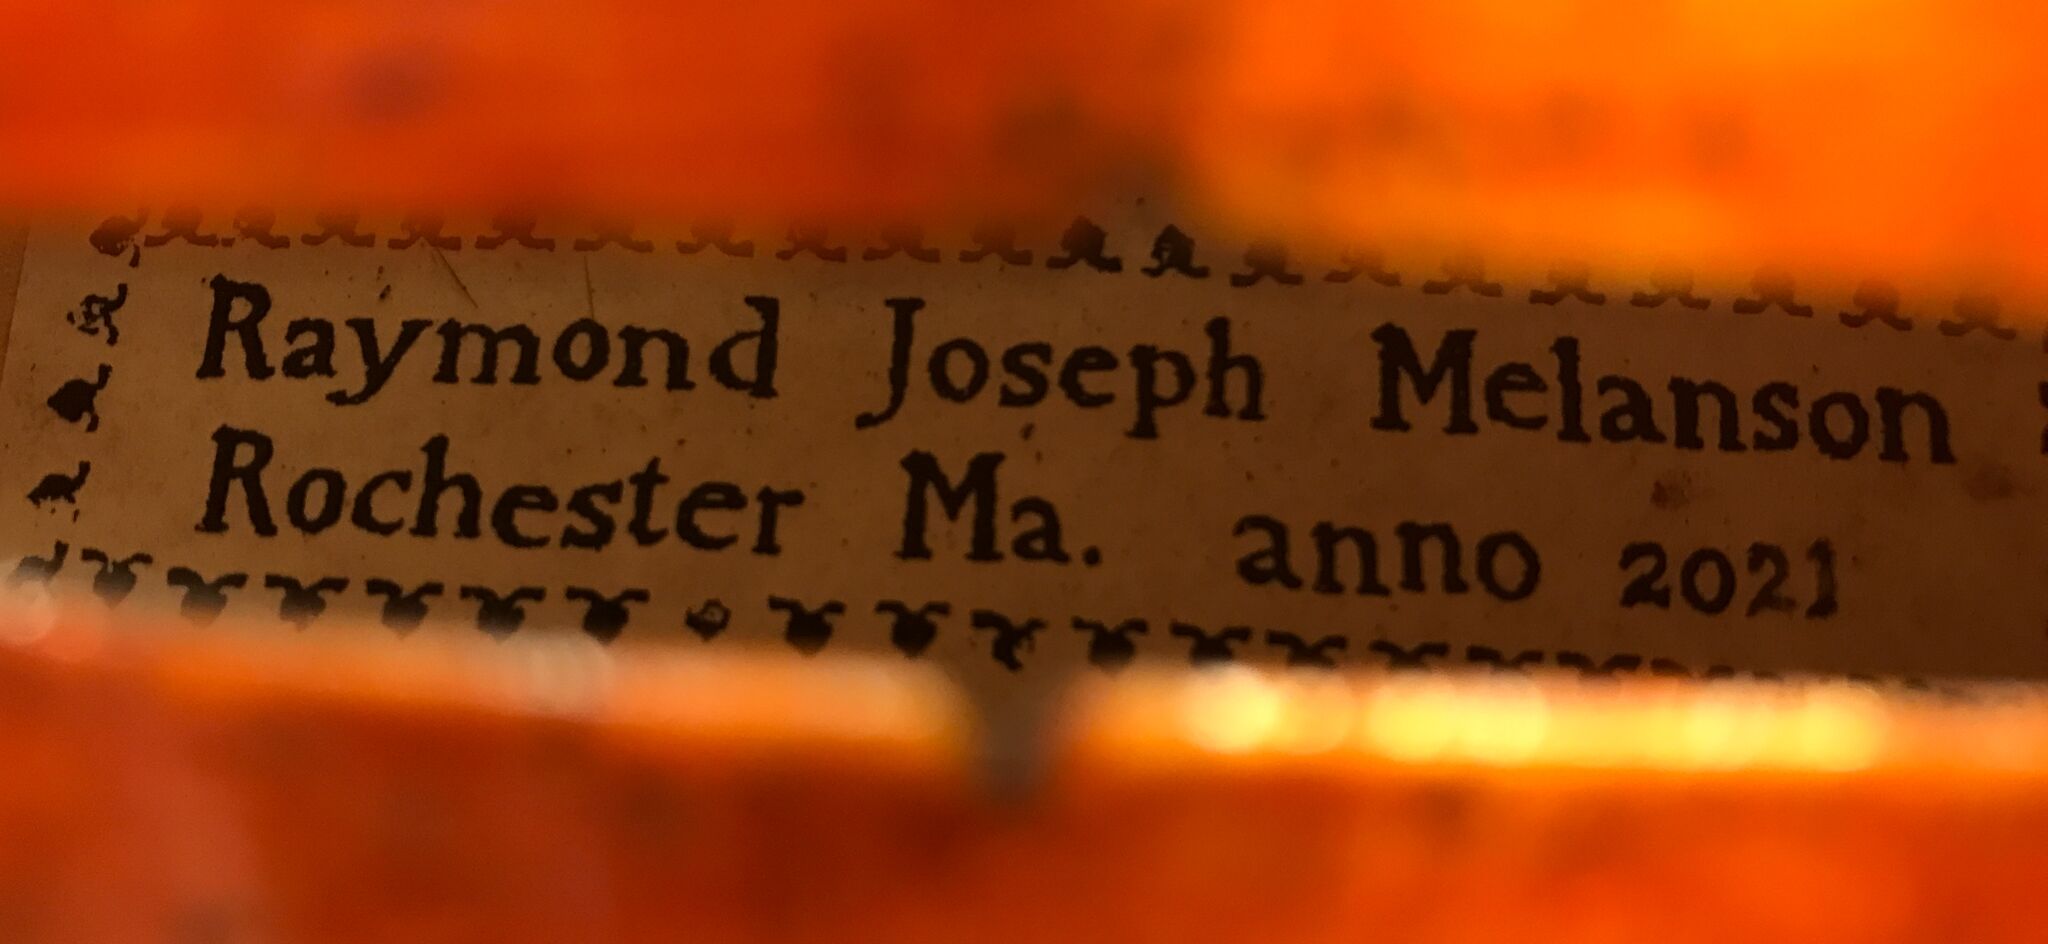 Raymond Joseph Melanson
Rochester Ma. anno 2021